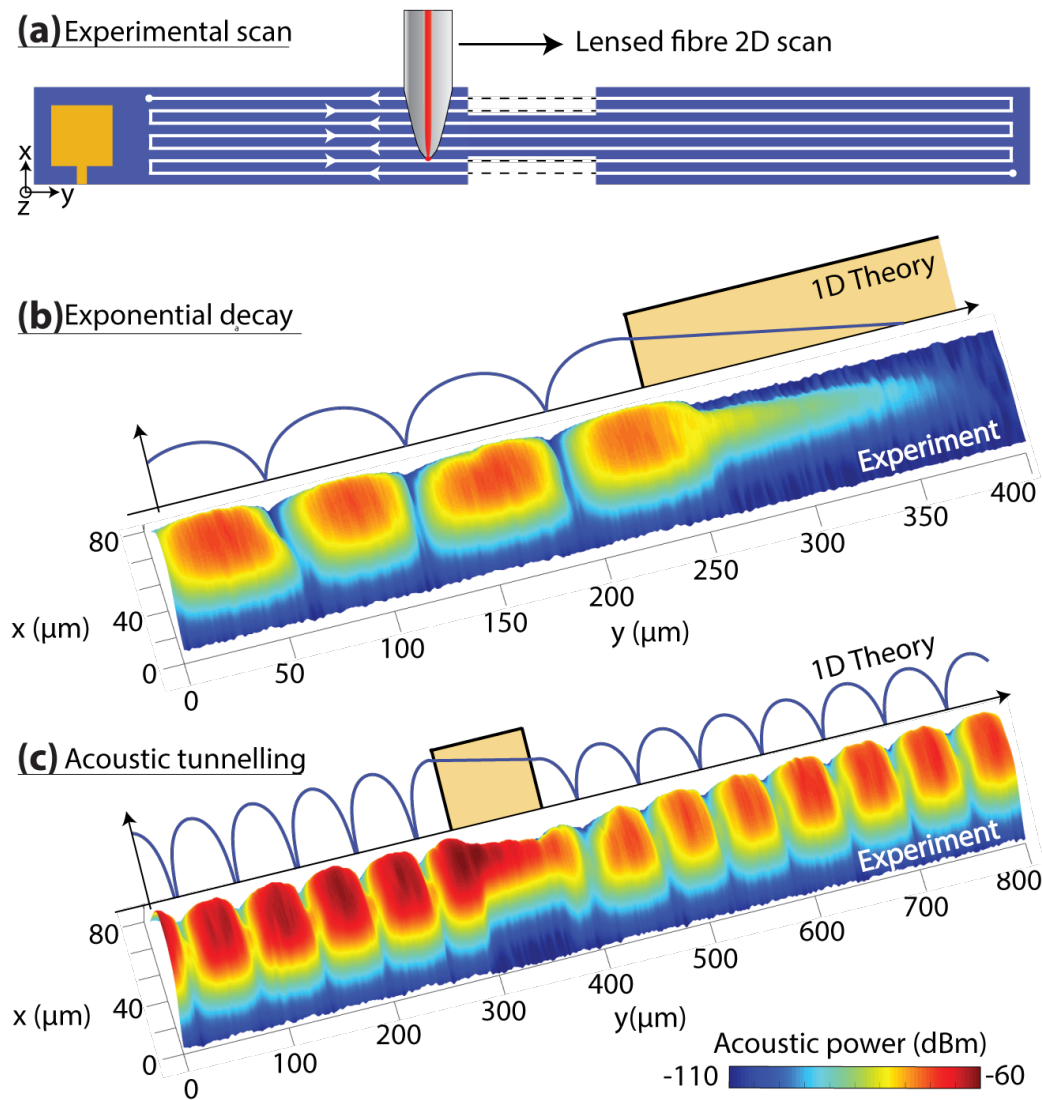 (a) Experimental scan
Lensed fibre 2D scan
x
y
z
(b) Exponential decay
a
1D Theory
Experiment
80
40
0
x (µm)
0
50
100
150
200
250
300
350
400
y (µm)
(c) Acoustic tunnelling
1D Theory
Experiment
80
40
0
x (µm)
0
100
200
300
400
500
600
700
800
y(µm)
Acoustic power (dBm)
-110
-60